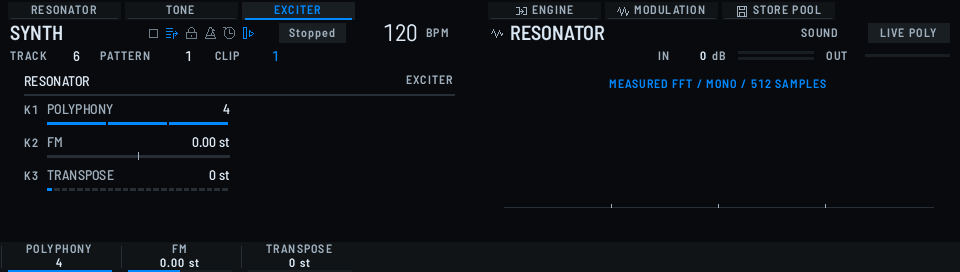 RESONATOR TONE EXCITER ENGINE MODULATION STORE POOL
SYNTH Stopped 120 BPM RESONATOR SOUND LIVE POLY
TRACK 6 PATTERN 1 CLIP 1 IN 0 dB OUT
RESONATOR EXCITER MEASURED FFT / MONO / 512 SAMPLES
K1 POLYPHONY 4
K2 FM 0.00 st
K3 TRANSPOSE 0 st
POLYPHONY FM TRANSPOSE
4 0.00 st 0 st